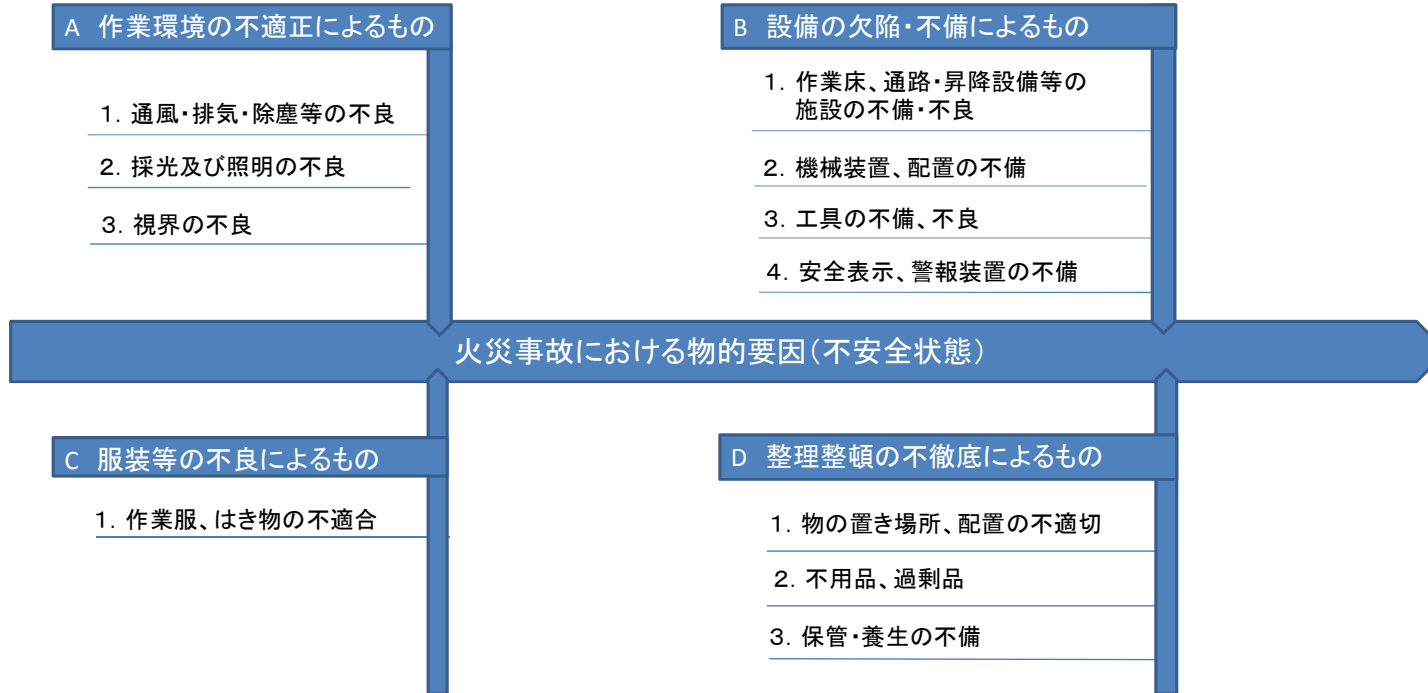 A 作業環境の不適正によるもの
1. 通風・排気・除塵等の不良
2. 採光及び照明の不良
3. 視界の不良
B 設備の欠陥・不備によるもの
1. 作業床、通路・昇降設備等の
施設の不備・不良
2. 機械装置、配置の不備
3. 工具の不備、不良
4. 安全表示、警報装置の不備
火災事故における物的要因(不安全状態)
C 服装等の不良によるもの
1. 作業服、はき物の不適合
D 整理整頓の不徹底によるもの
1. 物の置き場所、配置の不適切
2. 不用品、過剰品
3. 保管・養生の不備